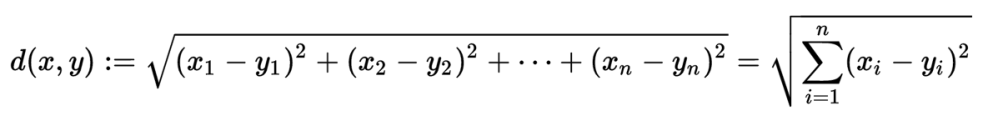 d(x, y) := √((x₁ − y₁)² + (x₂ − y₂)² + ⋯ + (xₙ − yₙ)²) = √(∑ᵢ₌₁ⁿ (xᵢ − yᵢ)²)